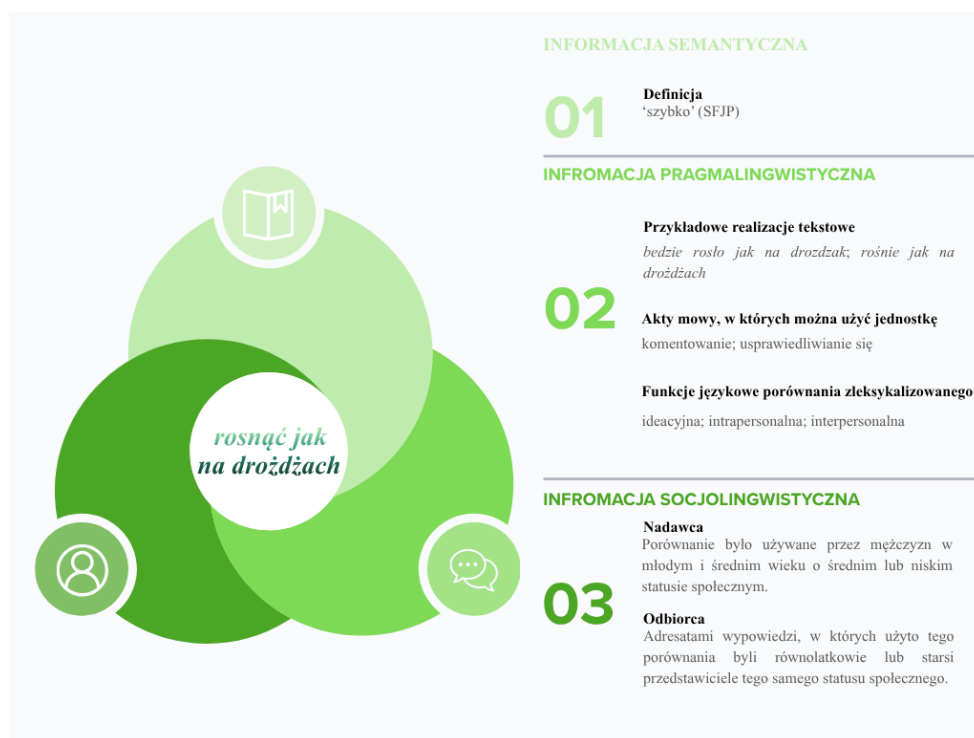 rosnąć jak
na drożdżach
INFORMACJA SEMANTYCZNA
01
Definicja
‘szybko’ (SFJP)
INFROMACJA PRAGMALINGWISTYCZNA
02
Przykładowe realizacje tekstowe
bedzie rosło jak na drozdzak; rośnie jak na
drożdżach
Akty mowy, w których można użyć jednostkę
komentowanie; usprawiedliwianie się
Funkcje językowe porównania zleksykalizowanego
ideacyjna; intrapersonalna; interpersonalna
INFROMACJA SOCJOLINGWISTYCZNA
03
Nadawca
Porównanie było używane przez mężczyzn w
młodym i średnim wieku o średnim lub niskim
statusie społecznym.
Odbiorca
Adresatami wypowiedzi, w których użyto tego
porównania byli równolatkowie lub starsi
przedstawiciele tego samego statusu społecznego.